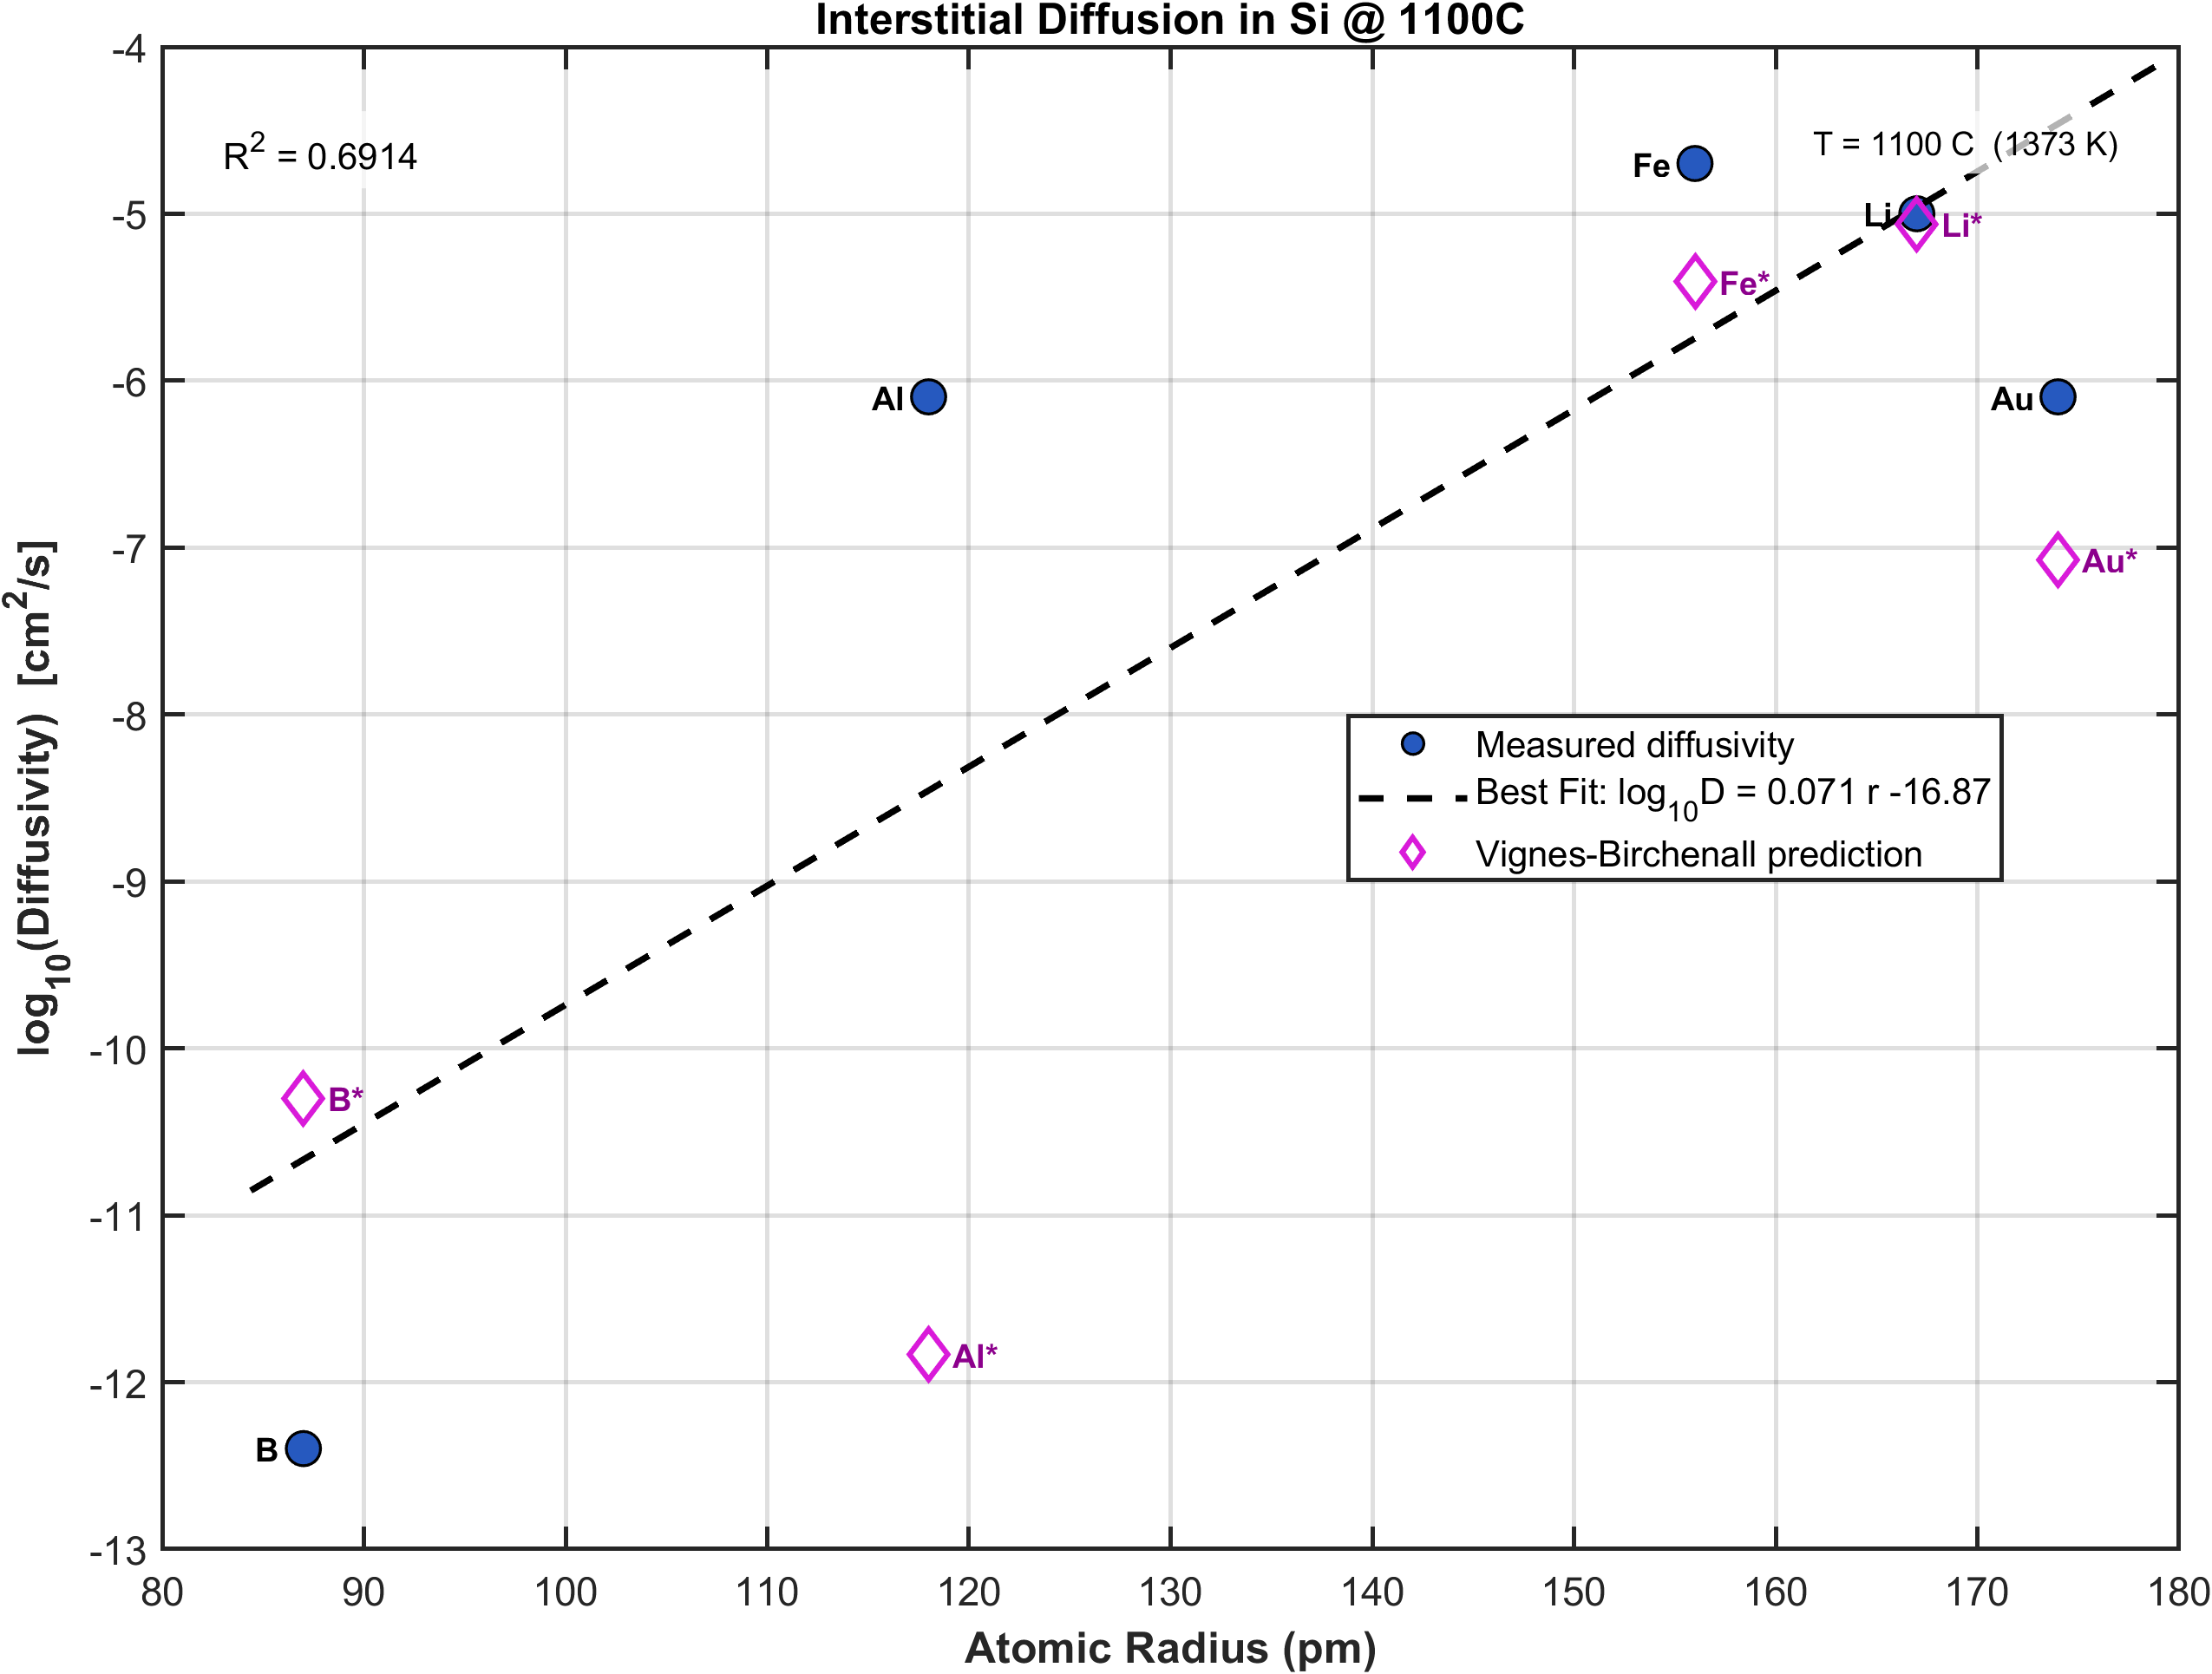 Interstitial Diffusion in Si @ 1100C
R² = 0.6914
T = 1100 C (1373 K)
Fe
Li
Li*
Fe*
Al
Au
Au*
Measured diffusivity
Best Fit: log₁₀D = 0.071 r -16.87
Vignes-Birchenall prediction
B*
Al*
B
log₁₀(Diffusivity) [cm²/s]
-4
-5
-6
-7
-8
-9
-10
-11
-12
-13
80 90 100 110 120 130 140 150 160 170 180
Atomic Radius (pm)